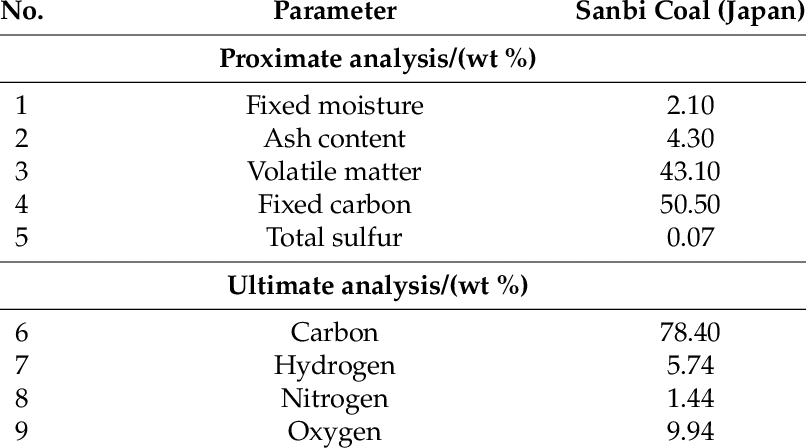 No. Parameter Sanbi Coal (Japan)
Proximate analysis/(wt %)
1 Fixed moisture 2.10
2 Ash content 4.30
3 Volatile matter 43.10
4 Fixed carbon 50.50
5 Total sulfur 0.07
Ultimate analysis/(wt %)
6 Carbon 78.40
7 Hydrogen 5.74
8 Nitrogen 1.44
9 Oxygen 9.94